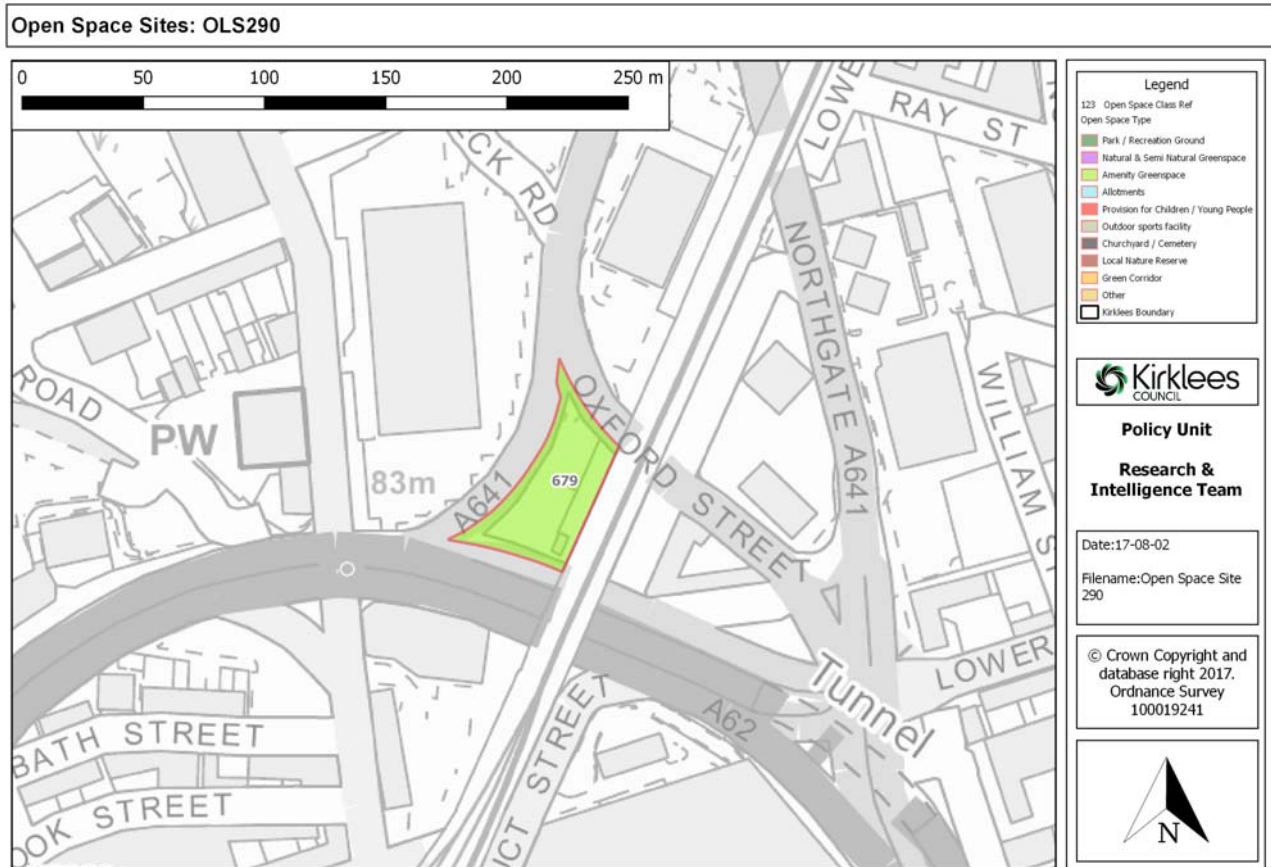 Open Space Sites: OLS290
0 50 100 150 200 250 m
ECK RD
LOWE
RAY ST
ROAD
PW
83m
A641
OXFORD STREET
679
NORTHGATE A641
WILLIAM S
LOWER
Tunnel
A62
BATH STREET
OOK STREET
UCT STREET
Legend
123 Open Space Class Ref
Open Space Type
Park / Recreation Ground
Natural & Semi Natural Greenspace
Amenity Greenspace
Allotments
Provision for Children / Young People
Outdoor sports facility
Churchyard / Cemetery
Local Nature Reserve
Green Corridor
Other
Kirklees Boundary
Kirklees
COUNCIL
Policy Unit
Research &
Intelligence Team
Date:17-08-02
Filename:Open Space Site
290
© Crown Copyright and
database right 2017.
Ordnance Survey
100019241
N